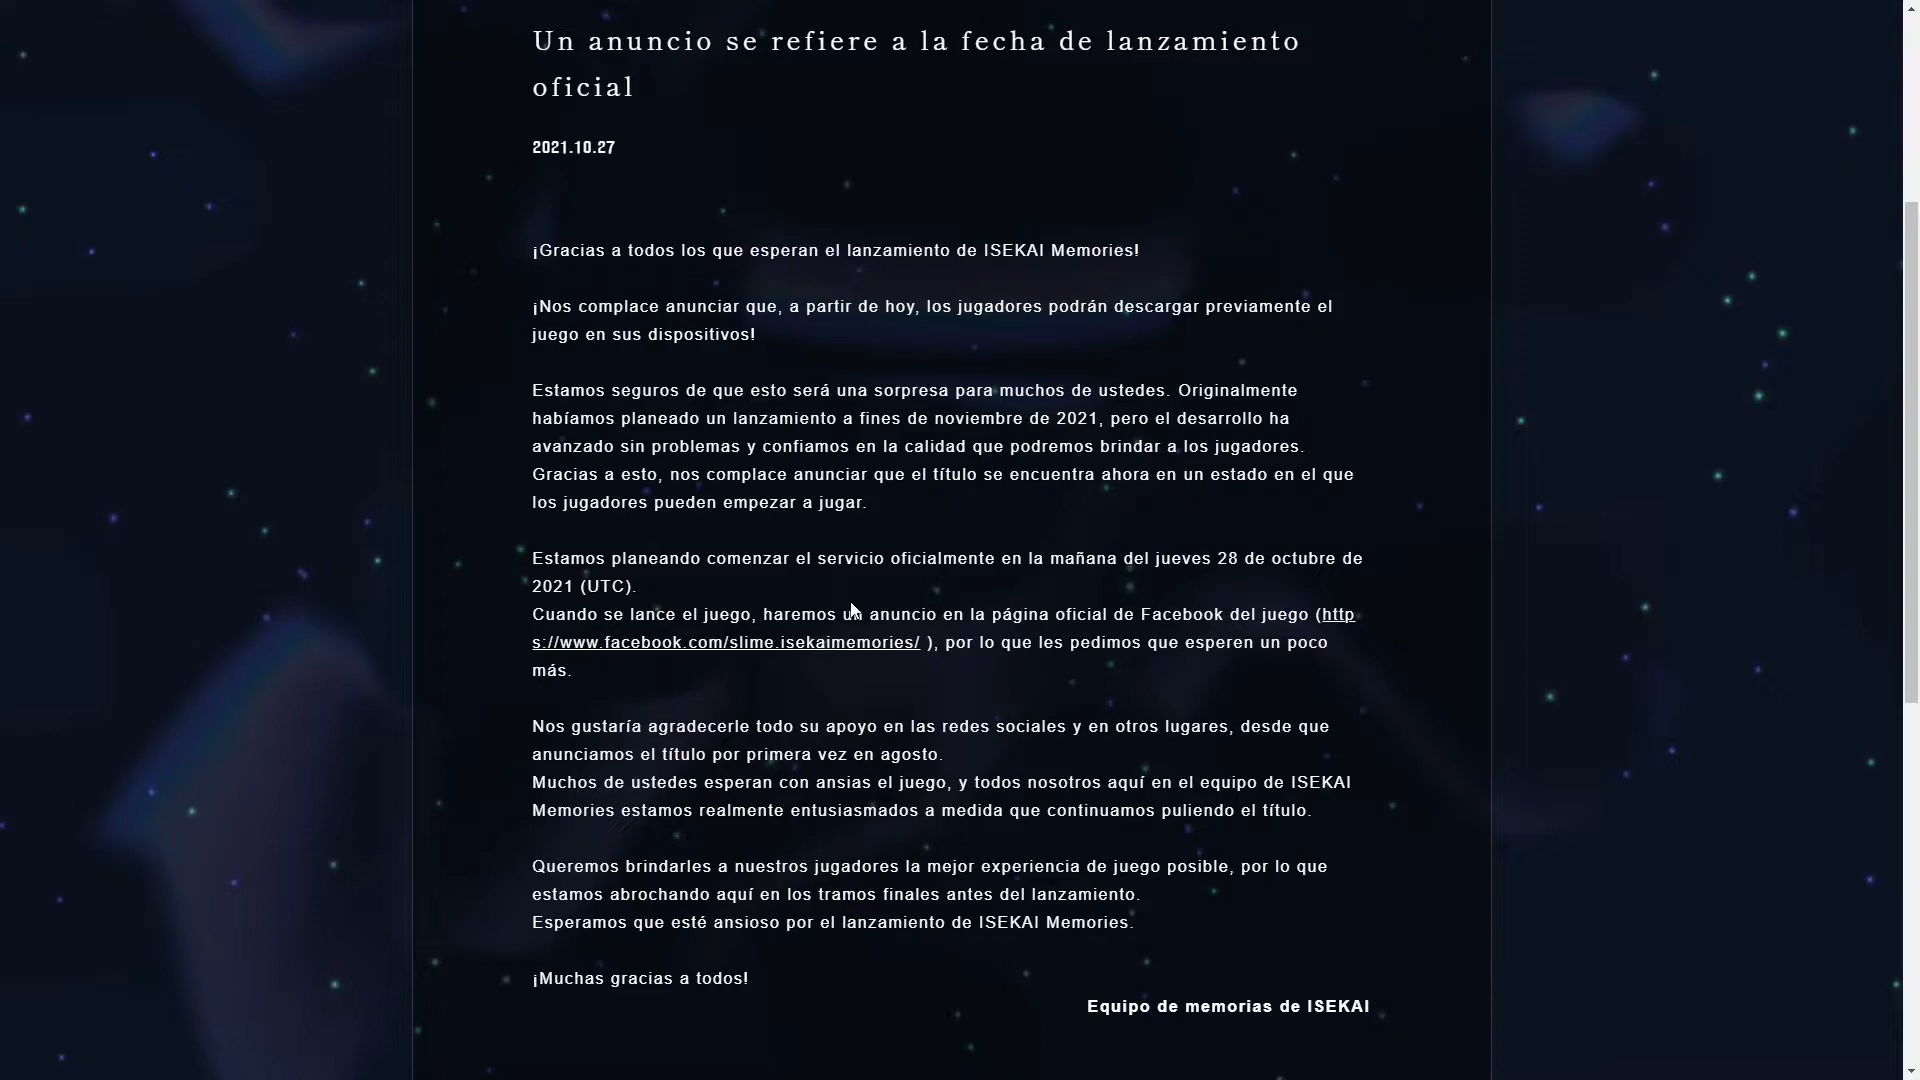 Un anuncio se refiere a la fecha de lanzamiento
oficial
2021.10.27
¡Gracias a todos los que esperan el lanzamiento de ISEKAI Memories!
¡Nos complace anunciar que, a partir de hoy, los jugadores podrán descargar previamente el
juego en sus dispositivos!
Estamos seguros de que esto será una sorpresa para muchos de ustedes. Originalmente
habíamos planeado un lanzamiento a fines de noviembre de 2021, pero el desarrollo ha
avanzado sin problemas y confiamos en la calidad que podremos brindar a los jugadores.
Gracias a esto, nos complace anunciar que el título se encuentra ahora en un estado en el que
los jugadores pueden empezar a jugar.
Estamos planeando comenzar el servicio oficialmente en la mañana del jueves 28 de octubre de
2021 (UTC).
Cuando se lance el juego, haremos un anuncio en la página oficial de Facebook del juego (http
s://www.facebook.com/slime.isekaimemories/ ), por lo que les pedimos que esperen un poco
más.
Nos gustaría agradecerle todo su apoyo en las redes sociales y en otros lugares, desde que
anunciamos el título por primera vez en agosto.
Muchos de ustedes esperan con ansias el juego, y todos nosotros aquí en el equipo de ISEKAI
Memories estamos realmente entusiasmados a medida que continuamos puliendo el título.
Queremos brindarles a nuestros jugadores la mejor experiencia de juego posible, por lo que
estamos abrochando aquí en los tramos finales antes del lanzamiento.
Esperamos que esté ansioso por el lanzamiento de ISEKAI Memories.
¡Muchas gracias a todos!
Equipo de memorias de ISEKAI